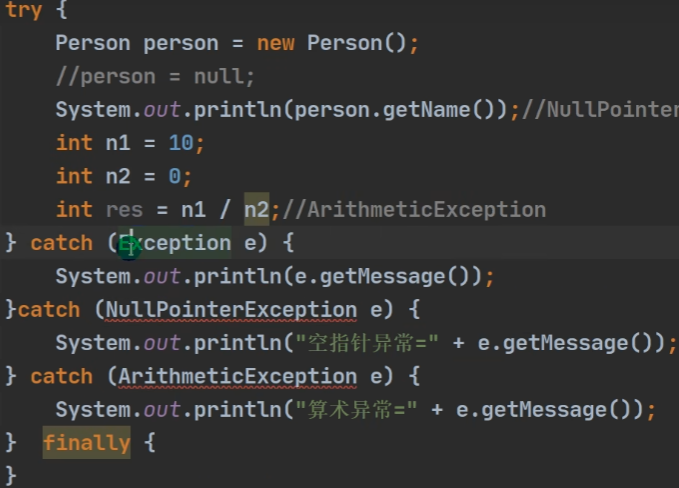 try {
    Person person = new Person();
    //person = null;
    System.out.println(person.getName());//NullPointer
    int n1 = 10;
    int n2 = 0;
    int res = n1 / n2;//ArithmeticException
} catch (Exception e) {
    System.out.println(e.getMessage());
}catch (NullPointerException e) {
    System.out.println("空指针异常=" + e.getMessage());
} catch (ArithmeticException e) {
    System.out.println("算术异常=" + e.getMessage());
}  finally {
}